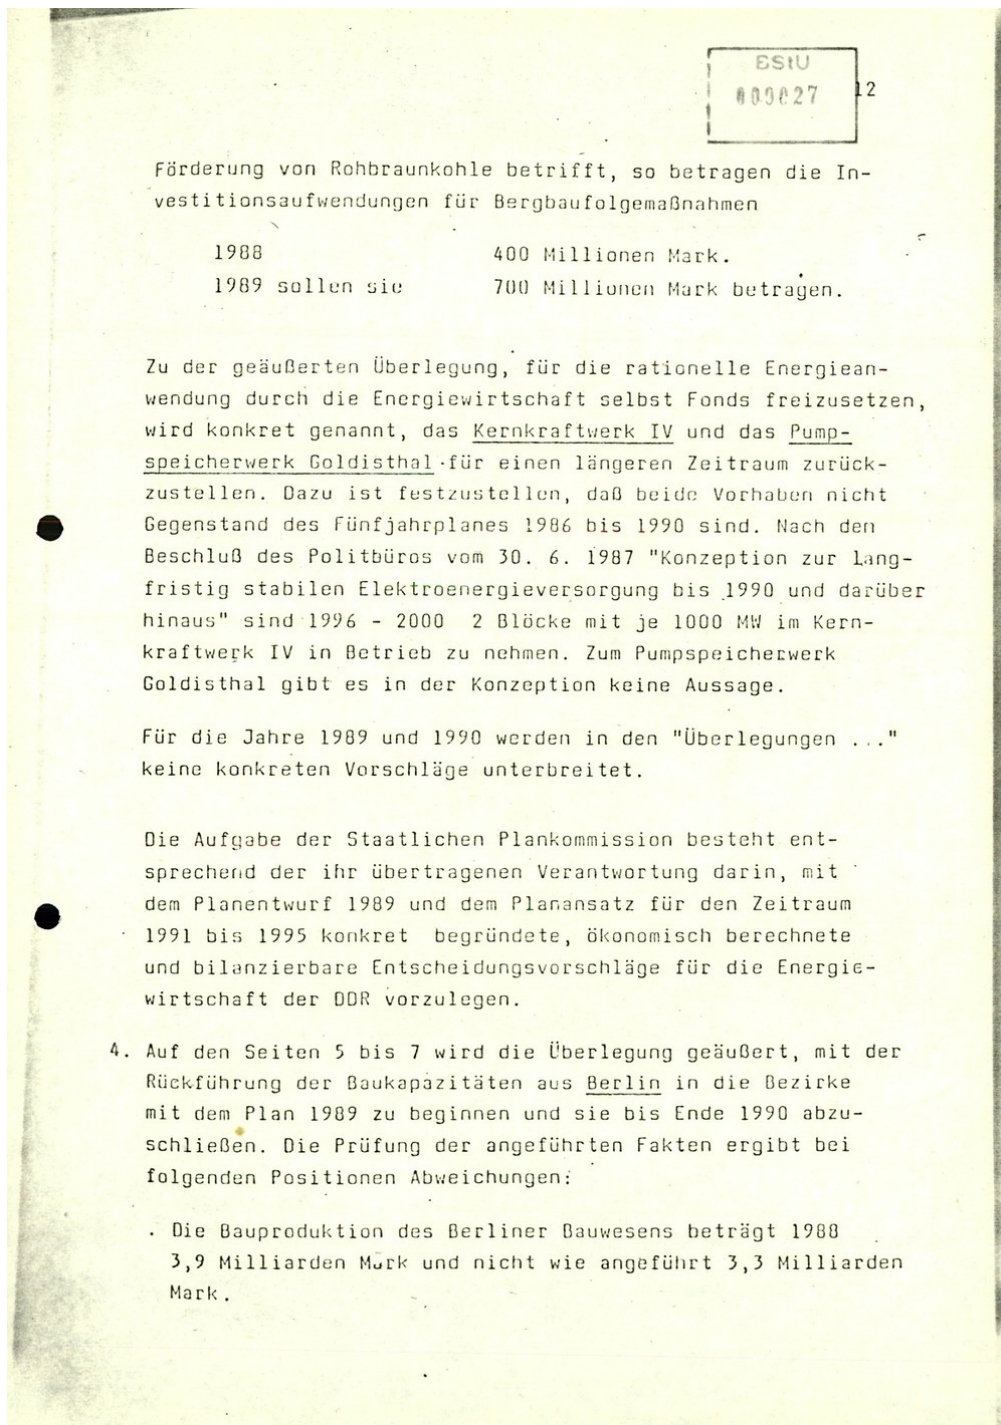 BStU
000027
12
Förderung von Rohbraunkohle betrifft, so betragen die In-
vestitionsaufwendungen für Bergbaufolgemaßnahmen
1988 400 Millionen Mark.
1989 sollen sie 700 Millionen Mark betragen.
Zu der geäußerten Überlegung, für die rationelle Energiean-
wendung durch die Energiewirtschaft selbst Fonds freizusetzen,
wird konkret genannt, das Kernkraftwerk IV und das Pump-
speicherwerk Goldisthal für einen längeren Zeitraum zurück-
zustellen. Dazu ist festzustellen, daß beide Vorhaben nicht
Gegenstand des Fünfjahrplanes 1986 bis 1990 sind. Nach dem
Beschluß des Politbüros vom 30. 6. 1987 "Konzeption zur lang-
fristig stabilen Elektroenergieversorgung bis 1990 und darüber
hinaus" sind 1996 - 2000 2 Blöcke mit je 1000 MW im Kern-
kraftwerk IV in Betrieb zu nehmen. Zum Pumpspeicherwerk
Goldisthal gibt es in der Konzeption keine Aussage.
Für die Jahre 1989 und 1990 werden in den "Überlegungen ..."
keine konkreten Vorschläge unterbreitet.
Die Aufgabe der Staatlichen Plankommission besteht ent-
sprechend der ihr übertragenen Verantwortung darin, mit
dem Planentwurf 1989 und dem Planansatz für den Zeitraum
1991 bis 1995 konkret begründete, ökonomisch berechnete
und bilanzierbare Entscheidungsvorschläge für die Energie-
wirtschaft der DDR vorzulegen.
4. Auf den Seiten 5 bis 7 wird die Überlegung geäußert, mit der
Rückführung der Baukapazitäten aus Berlin in die Bezirke
mit dem Plan 1989 zu beginnen und sie bis Ende 1990 abzu-
schließen. Die Prüfung der angeführten Fakten ergibt bei
folgenden Positionen Abweichungen:
. Die Bauproduktion des Berliner Bauwesens beträgt 1988
3,9 Milliarden Mark und nicht wie angeführt 3,3 Milliarden
Mark.